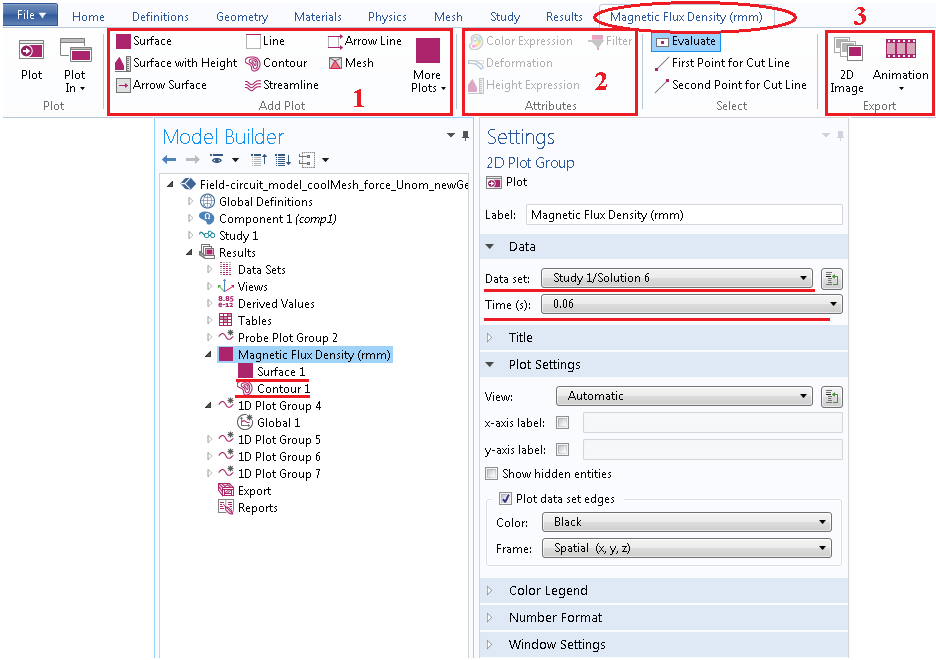 File Home Definitions Geometry Materials Physics Mesh Study Results Magnetic Flux Density (rmm) 3
Plot
Plot In
Plot
Surface Line Arrow Line
Surface with Height Contour Mesh
Arrow Surface Streamline
More Plots
Add Plot
1
Color Expression Filter
Deformation
Height Expression
2
Attributes
Evaluate
First Point for Cut Line
Second Point for Cut Line
Select
2D Image
Animation
Export
Model Builder
Field-circuit_model_coolMesh_force_Unom_newGe
Global Definitions
Component 1 (comp1)
Study 1
Results
Data Sets
Views
8.85
e-12
Derived Values
Tables
Probe Plot Group 2
Magnetic Flux Density (rmm)
Surface 1
Contour 1
1D Plot Group 4
Global 1
1D Plot Group 5
1D Plot Group 6
1D Plot Group 7
Export
Reports
Settings
2D Plot Group
Plot
Label: Magnetic Flux Density (rmm)
Data
Data set: Study 1/Solution 6
Time (s): 0.06
Title
Plot Settings
View: Automatic
x-axis label:
y-axis label:
Show hidden entities
Plot data set edges
Color: Black
Frame: Spatial (x, y, z)
Color Legend
Number Format
Window Settings